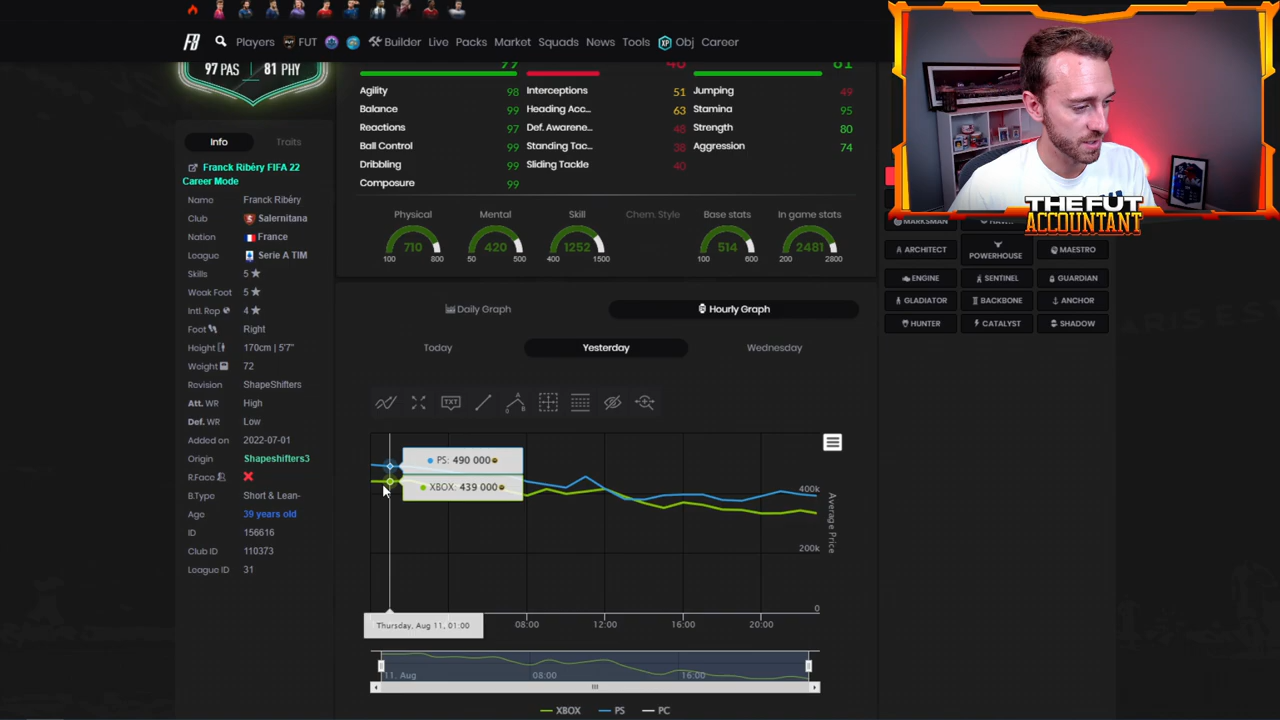 F8 Players FUT Builder Live Packs Market Squads News Tools XP Obj Career
97 PAS 81 PHY
Info Traits
Franck Ribéry FIFA 22
Career Mode
Name Franck Ribéry
Club Salernitana
Nation France
League Serie A TIM
Skills 5★
Weak Foot 5★
Intl. Rep 4★
Foot Right
Height 170cm | 5'7"
Weight 72
Revision ShapeShifters
Att. WR High
Def. WR Low
Added on 2022-07-01
Origin Shapeshifters3
R.Face
B.Type Short & Lean-
Age 39 years old
ID 156616
Club ID 110373
League ID 31
Agility 98
Balance 99
Reactions 97
Ball Control 99
Dribbling 99
Composure 99
Interceptions 51
Heading Acc... 63
Def. Awarene... 48
Standing Tac... 38
Sliding Tackle 40
Jumping 49
Stamina 95
Strength 80
Aggression 74
Physical Mental Skill Chem. Style Base stats In game stats
710 420 1252 514 2481
100 800 50 500 400 1500 100 600 200 2800
Daily Graph Hourly Graph
Today Yesterday Wednesday
TXT
PS: 490 000
XBOX: 439 000
400k
200k
0
Average Price
Thursday, Aug 11, 01:00
08:00 12:00 16:00 20:00
11. Aug 08:00 16:00
XBOX PS PC
THE FUT
ACCOUNTANT
MARKSMAN
ARCHITECT POWERHOUSE MAESTRO
ENGINE SENTINEL GUARDIAN
GLADIATOR BACKBONE ANCHOR
HUNTER CATALYST SHADOW